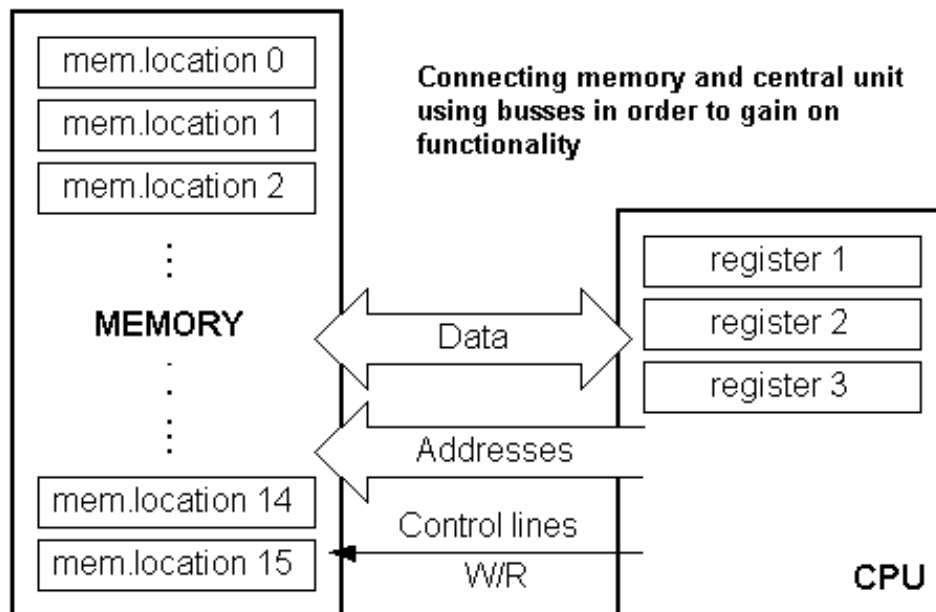 mem.location 0
mem.location 1
mem.location 2
MEMORY
mem.location 14
mem.location 15
Connecting memory and central unit
using busses in order to gain on
functionality
Data
Addresses
Control lines
W/R
register 1
register 2
register 3
CPU